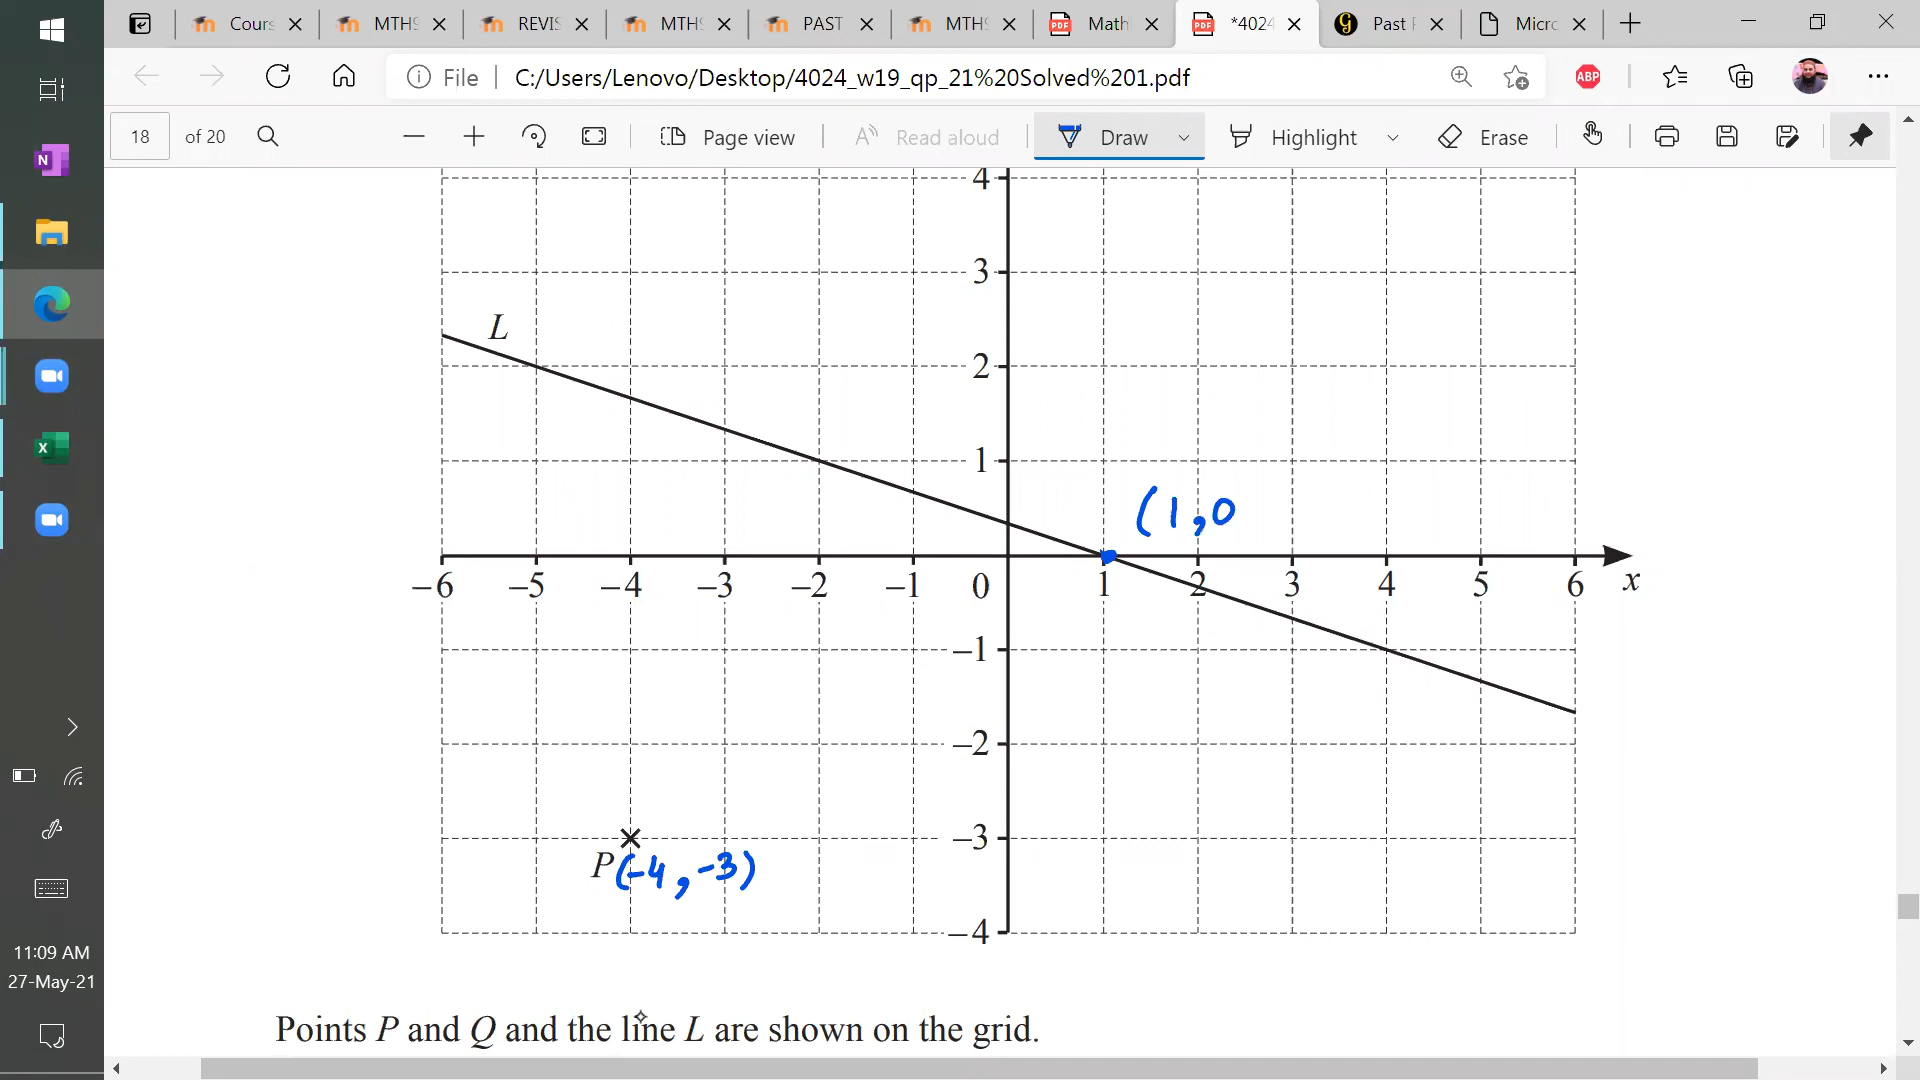 Cours
MTHS
REVIS
MTHS
PAST
MTHS
Math
*4024
Past P
Micro
File
C:/Users/Lenovo/Desktop/4024_w19_qp_21%20Solved%201.pdf
ABP
18 of 20
Page view
Read aloud
Draw
Highlight
Erase
4
3
L
2
1
(1,0
−6 −5 −4 −3 −2 −1 0 1 2 3 4 5 6 x
−1
−2
−3
P(-4,-3)
−4
11:09 AM
27-May-21
Points P and Q and the line L are shown on the grid.